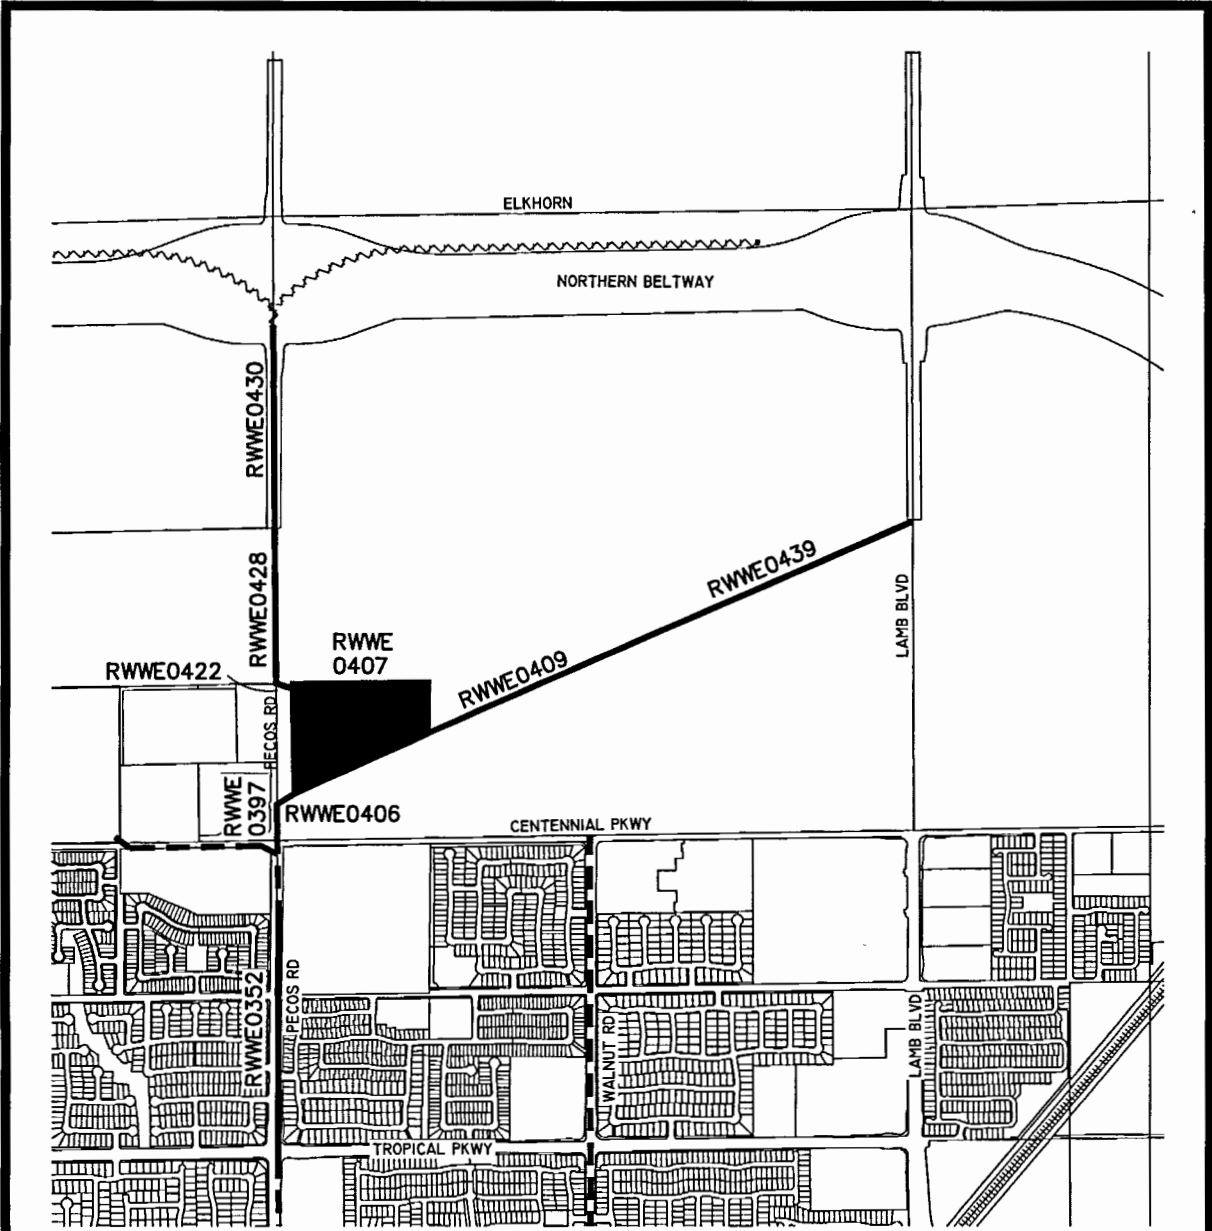 ELKHORN
NORTHERN BELTWAY
RWWE0430
RWWE0428
RWWE0439
LAMB BLVD
RWWE
0407
RWWE0422
RWWE0409
PECOS RD
RWWE
0397
RWWE0406
CENTENNIAL PKWY
RWWE0352
PECOS RD
WALNUT RD
LAMB BLVD
TROPICAL PKWY